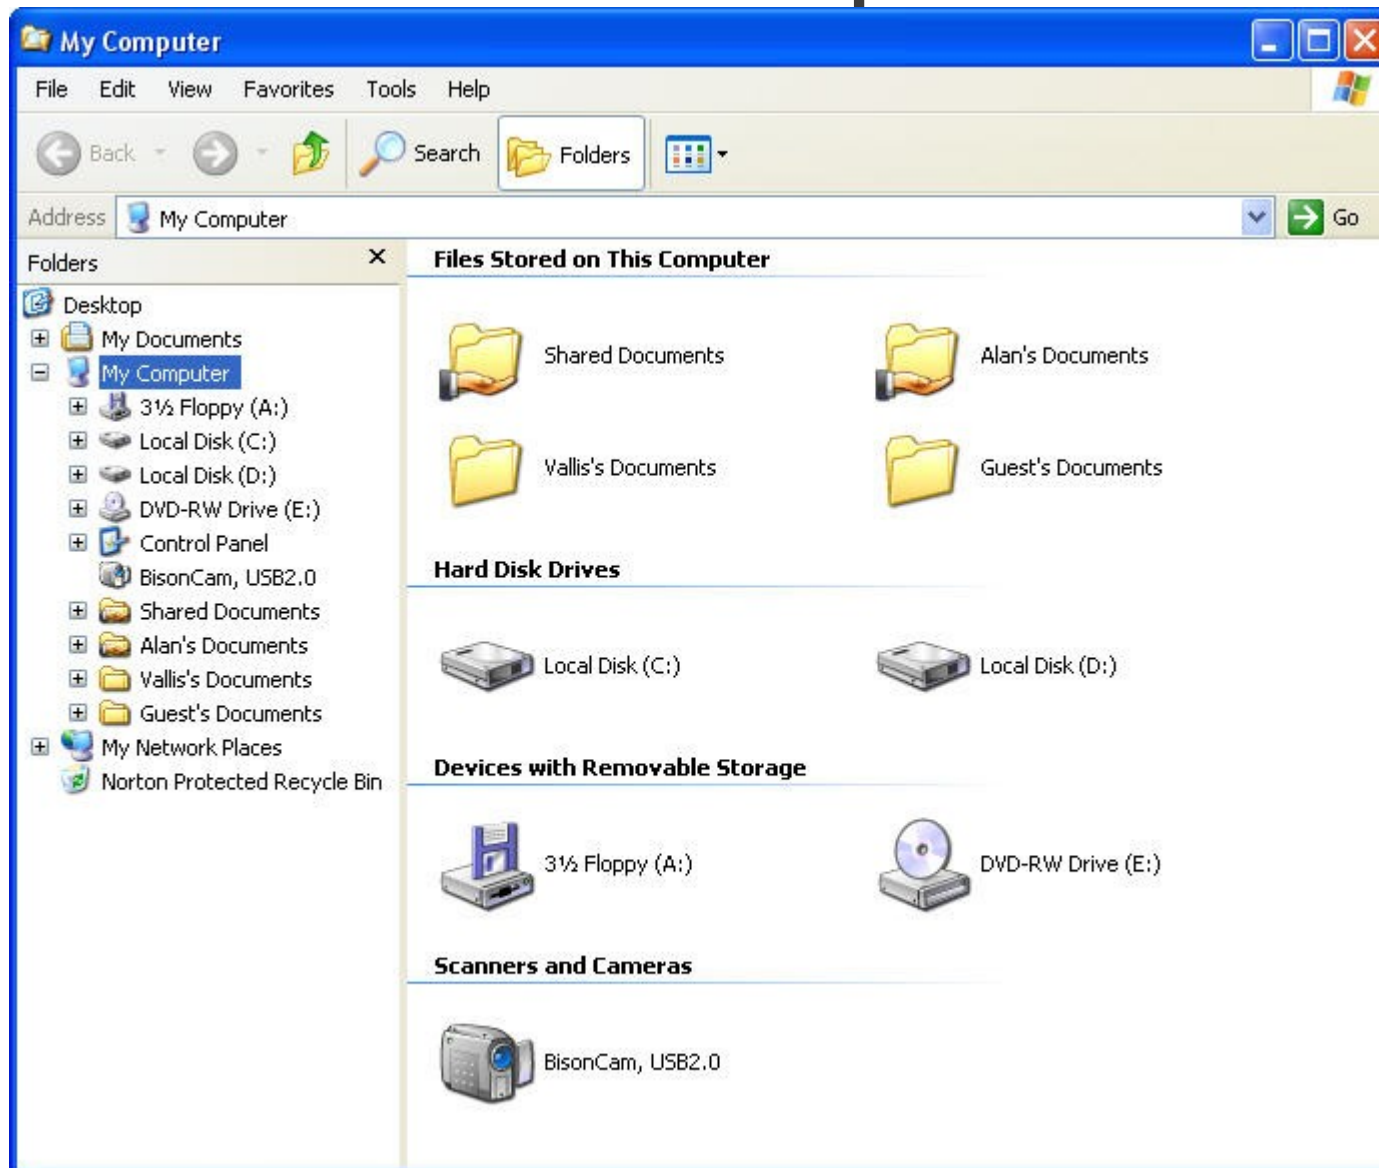 My Computer
File Edit View Favorites Tools Help
Back Search Folders
Address My Computer Go
Folders
Desktop
My Documents
My Computer
3½ Floppy (A:)
Local Disk (C:)
Local Disk (D:)
DVD-RW Drive (E:)
Control Panel
BisonCam, USB2.0
Shared Documents
Alan's Documents
Vallis's Documents
Guest's Documents
My Network Places
Norton Protected Recycle Bin
Files Stored on This Computer
Shared Documents Alan's Documents
Vallis's Documents Guest's Documents
Hard Disk Drives
Local Disk (C:) Local Disk (D:)
Devices with Removable Storage
3½ Floppy (A:) DVD-RW Drive (E:)
Scanners and Cameras
BisonCam, USB2.0